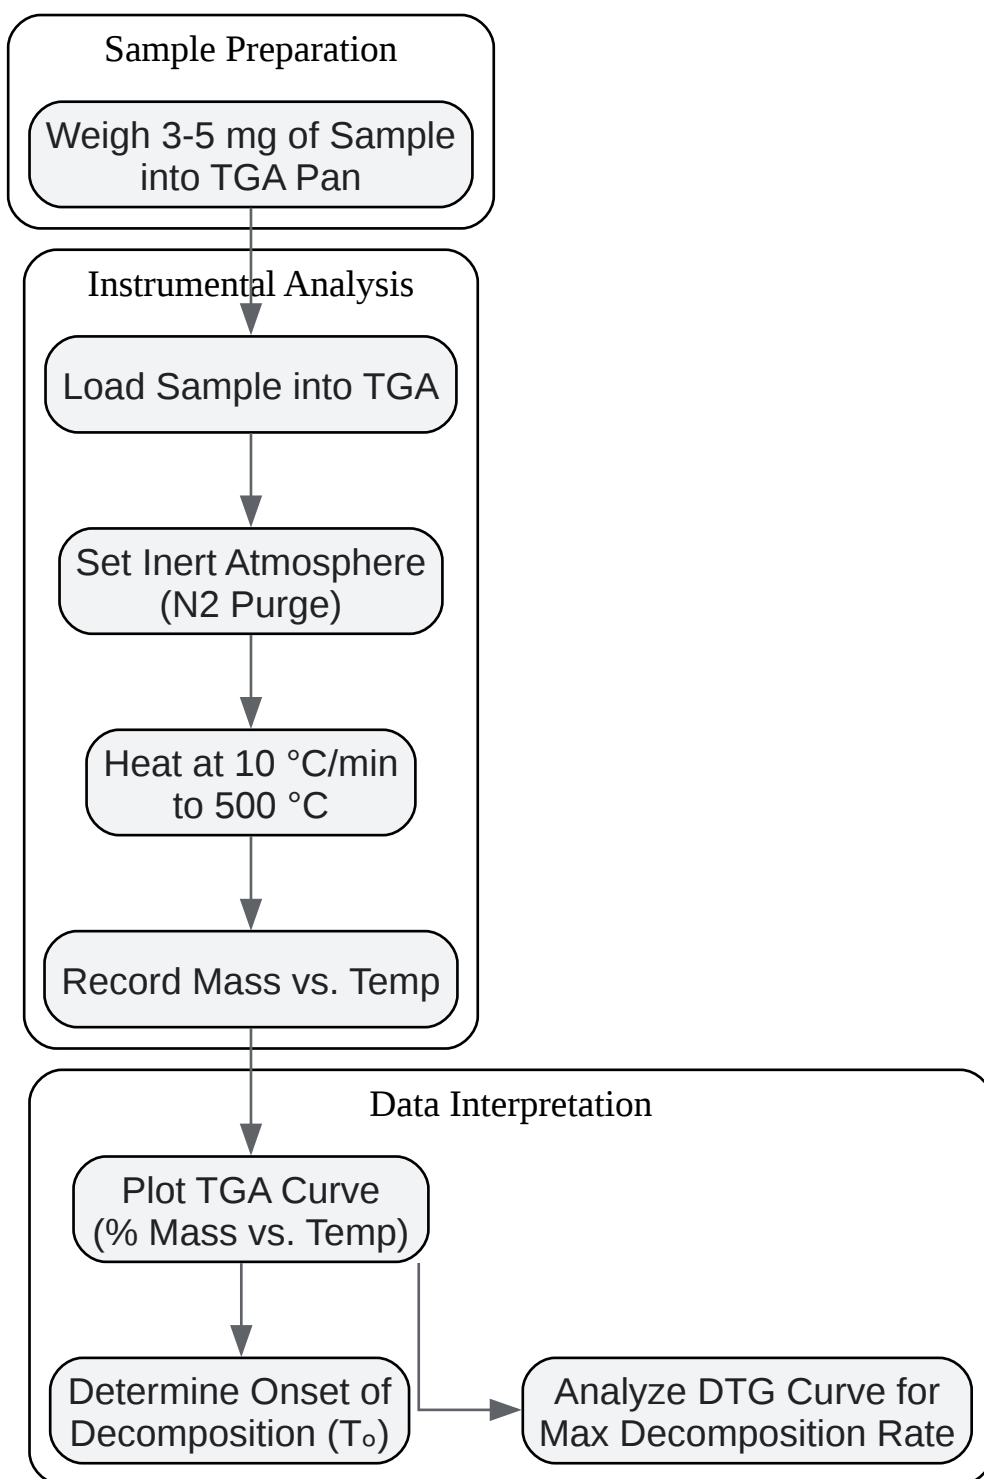 Sample Preparation
Weigh 3-5 mg of Sample
into TGA Pan
Instrumental Analysis
Load Sample into TGA
Set Inert Atmosphere
(N2 Purge)
Heat at 10 °C/min
to 500 °C
Record Mass vs. Temp
Data Interpretation
Plot TGA Curve
(% Mass vs. Temp)
Determine Onset of
Decomposition (Tₒ)
Analyze DTG Curve for
Max Decomposition Rate